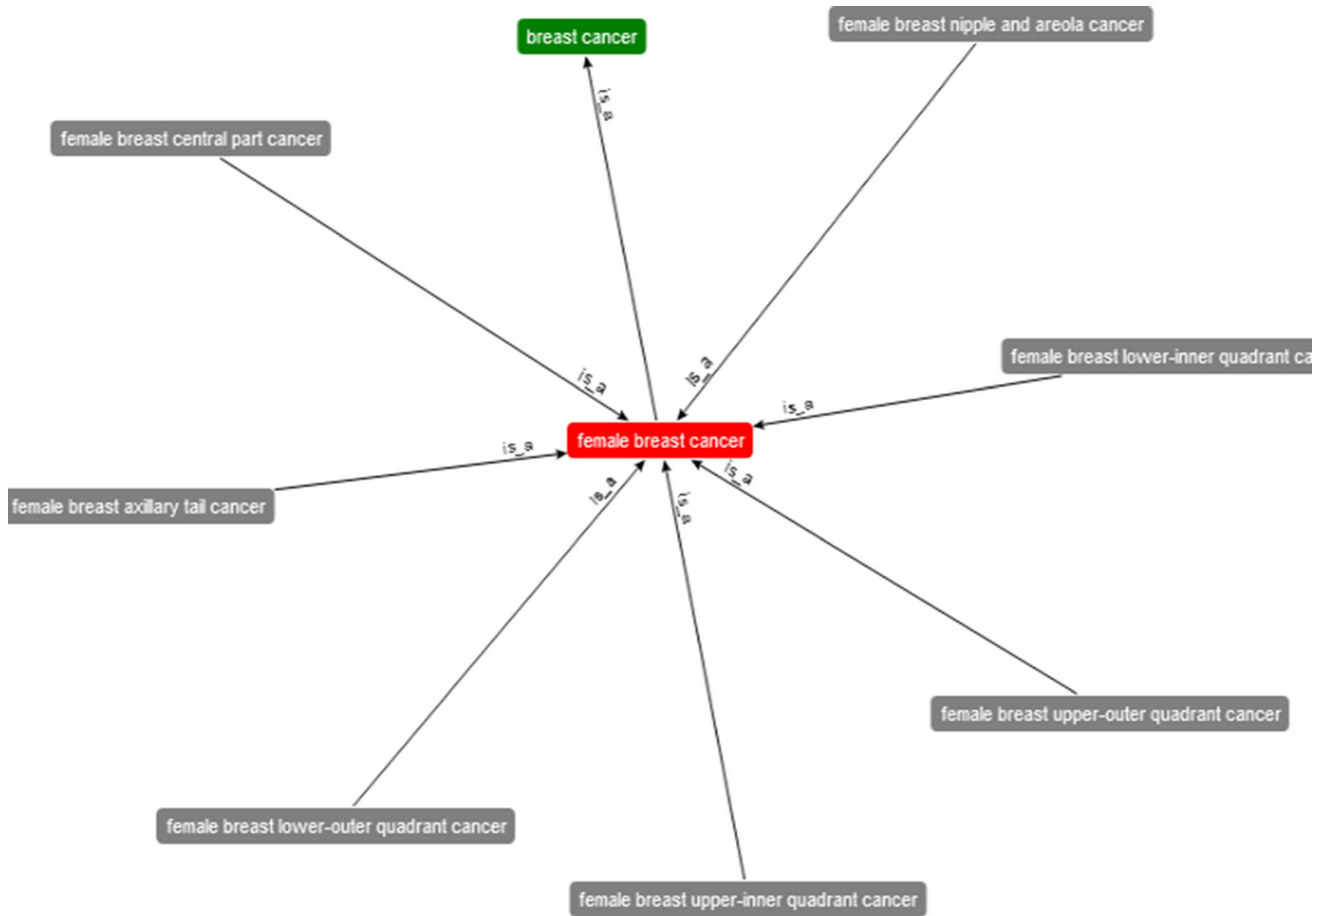 female breast nipple and areola cancer
breast cancer
is_a
female breast central part cancer
female breast lower-inner quadrant ca
is_a
is_a
is_a
female breast cancer
is_a
is_a
is_a
is_a
female breast axillary tail cancer
female breast upper-outer quadrant cancer
female breast lower-outer quadrant cancer
female breast upper-inner quadrant cancer